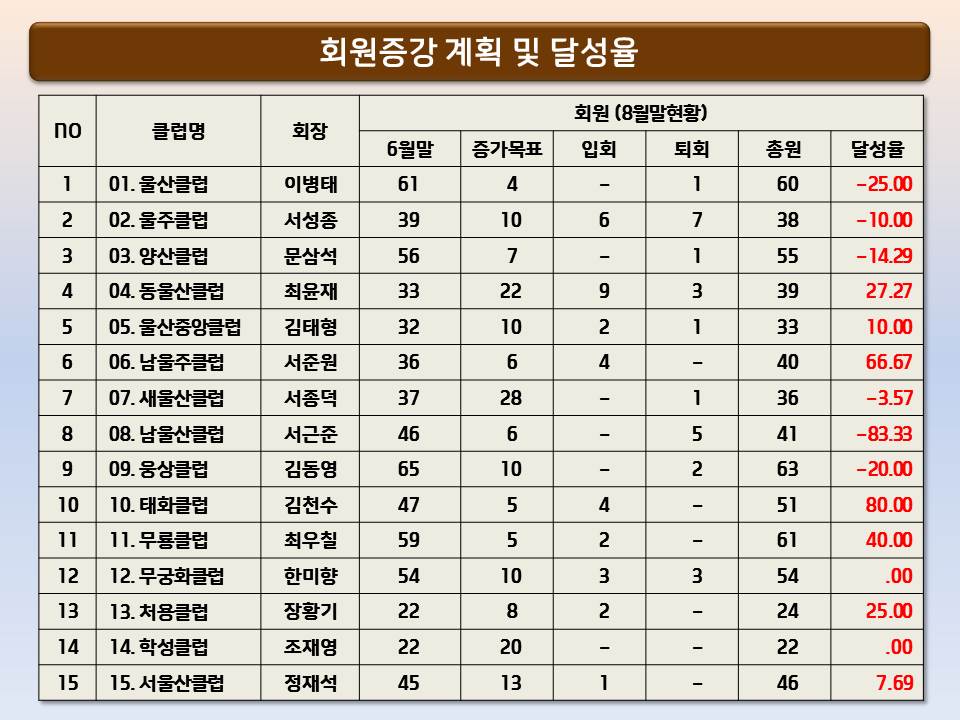 회원증강 계획 및 달성율
NO 클럽명 회장 회원 (8월말현황)
6월말 증가목표 입회 퇴회 총원 달성율
1 01. 울산클럽 이병태 61 4 - 1 60 -25.00
2 02. 울주클럽 서성종 39 10 6 7 38 -10.00
3 03. 양산클럽 문삼석 56 7 - 1 55 -14.29
4 04. 동울산클럽 최윤재 33 22 9 3 39 27.27
5 05. 울산중앙클럽 김태형 32 10 2 1 33 10.00
6 06. 남울주클럽 서준원 36 6 4 - 40 66.67
7 07. 새울산클럽 서종덕 37 28 - 1 36 -3.57
8 08. 남울산클럽 서근준 46 6 - 5 41 -83.33
9 09. 웅상클럽 김동영 65 10 - 2 63 -20.00
10 10. 태화클럽 김천수 47 5 4 - 51 80.00
11 11. 무룡클럽 최우칠 59 5 2 - 61 40.00
12 12. 무궁화클럽 한미향 54 10 3 3 54 .00
13 13. 처용클럽 장황기 22 8 2 - 24 25.00
14 14. 학성클럽 조재영 22 20 - - 22 .00
15 15. 서울산클럽 정재석 45 13 1 - 46 7.69